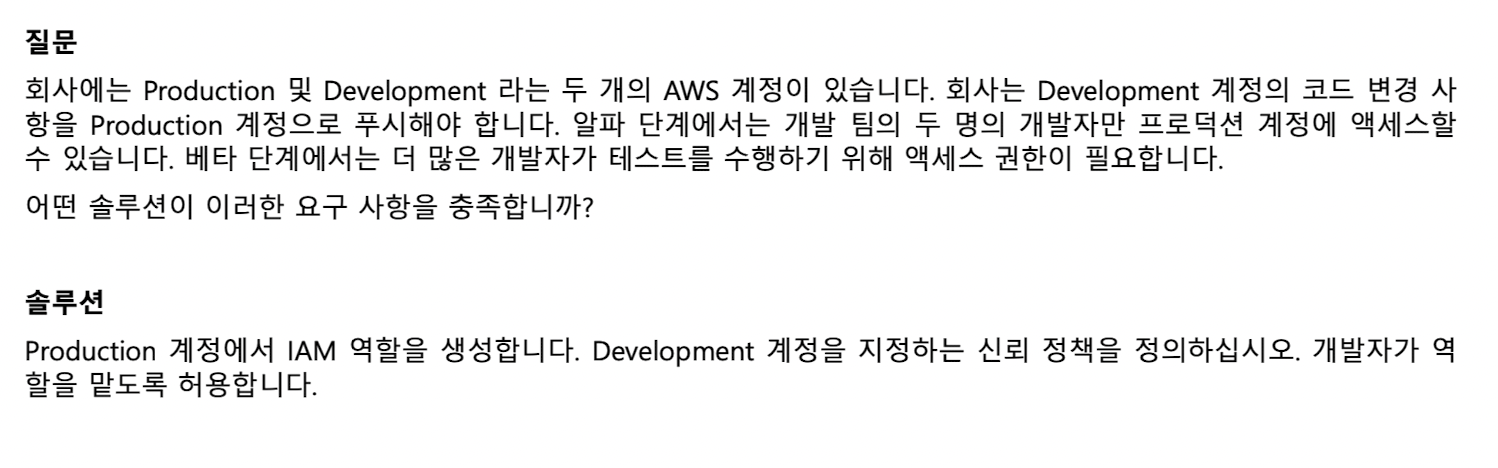 질문
회사에는 Production 및 Development 라는 두 개의 AWS 계정이 있습니다. 회사는 Development 계정의 코드 변경 사
항을 Production 계정으로 푸시해야 합니다. 알파 단계에서는 개발 팀의 두 명의 개발자만 프로덕션 계정에 액세스할
수 있습니다. 베타 단계에서는 더 많은 개발자가 테스트를 수행하기 위해 액세스 권한이 필요합니다.
어떤 솔루션이 이러한 요구 사항을 충족합니까?
솔루션
Production 계정에서 IAM 역할을 생성합니다. Development 계정을 지정하는 신뢰 정책을 정의하십시오. 개발자가 역
할을 맡도록 허용합니다.